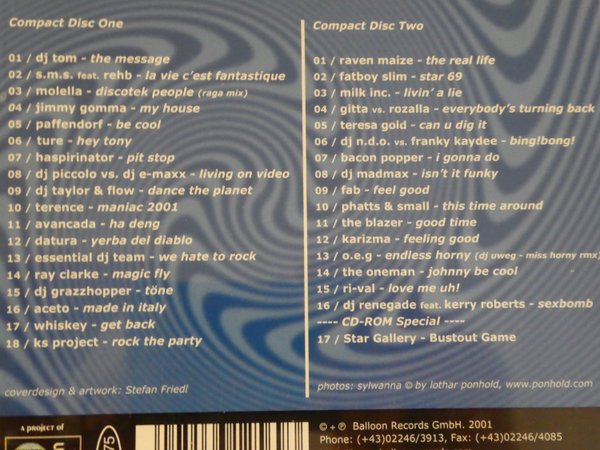 Compact Disc One
01 / dj tom - the message
02 / s.m.s. feat. rehb - la vie c'est fantastique
03 / molella - discotek people (raga mix)
04 / jimmy gomma - my house
05 / paffendorf - be cool
06 / ture - hey tony
07 / haspirinator - pit stop
08 / dj piccolo vs. dj e-maxx - living on video
09 / dj taylor & flow - dance the planet
10 / terence - maniac 2001
11 / avancada - ha deng
12 / datura - yerba del diablo
13 / essential dj team - we hate to rock
14 / ray clarke - magic fly
15 / dj grazzhopper - töne
16 / aceto - made in italy
17 / whiskey - get back
18 / ks project - rock the party
coverdesign & artwork: Stefan Friedl
Compact Disc Two
01 / raven maize - the real life
02 / fatboy slim - star 69
03 / milk inc. - livin' a lie
04 / gitta vs. rozalla - everybody's turning back
05 / teresa gold - can u dig it
06 / dj n.d.o. vs. franky kaydee - bing!bong!
07 / bacon popper - i gonna do
08 / dj madmax - isn't it funky
09 / fab - feel good
10 / phatts & small - this time around
11 / the blazer - good time
12 / karizma - feeling good
13 / o.e.g - endless horny (dj uweg - miss horny rmx)
14 / the oneman - johnny be cool
15 / ri-val - love me uh!
16 / dj renegade feat. kerry roberts - sexbomb
---- CD-ROM Special ----
17 / Star Gallery - Bustout Game
photos: sylwanna © by lothar ponhold, www.ponhold.com
a project of
75
© + ℗ Balloon Records GmbH. 2001
Phone: (+43)02246/3913, Fax: (+43)02246/4085